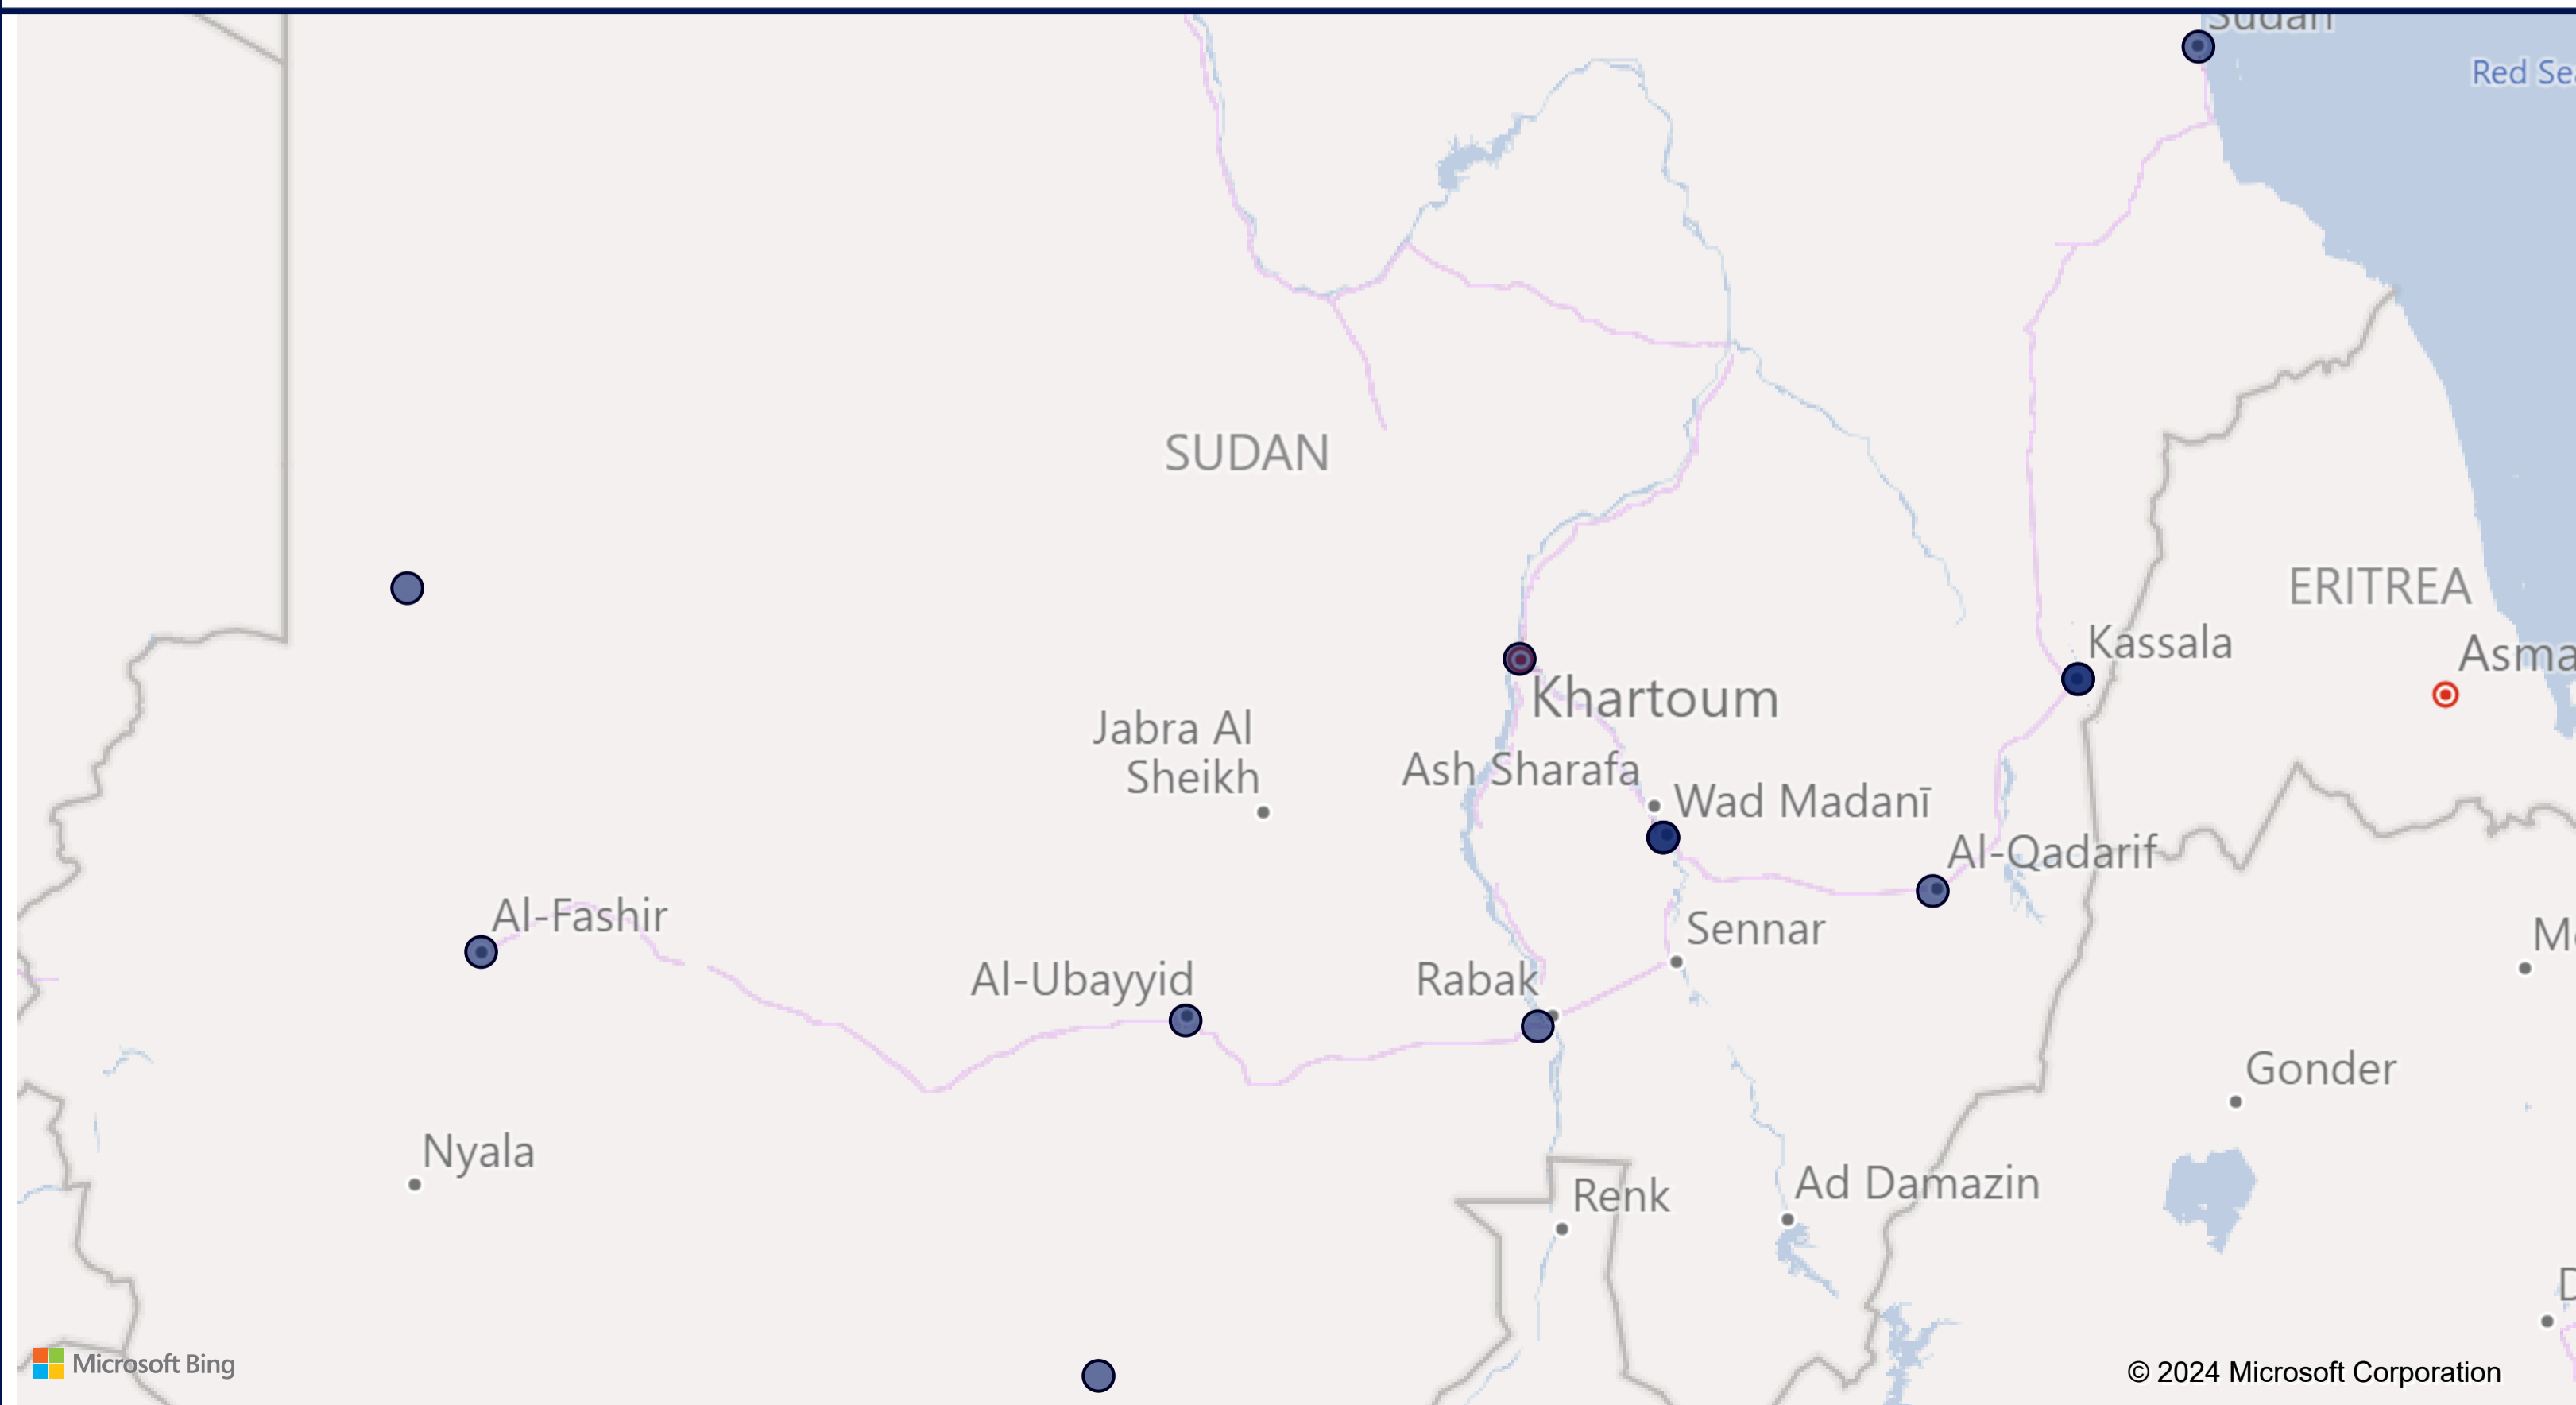 Sudan
Red Se
SUDAN
ERITREA
Kassala
Asma
Khartoum
Jabra Al
Sheikh
Ash Sharafa
Wad Madanī
Al-Qadarif
Al-Fashir
Sennar
M
Al-Ubayyid
Rabak
Gonder
Nyala
Ad Damazin
Renk
D
Microsoft Bing
© 2024 Microsoft Corporation